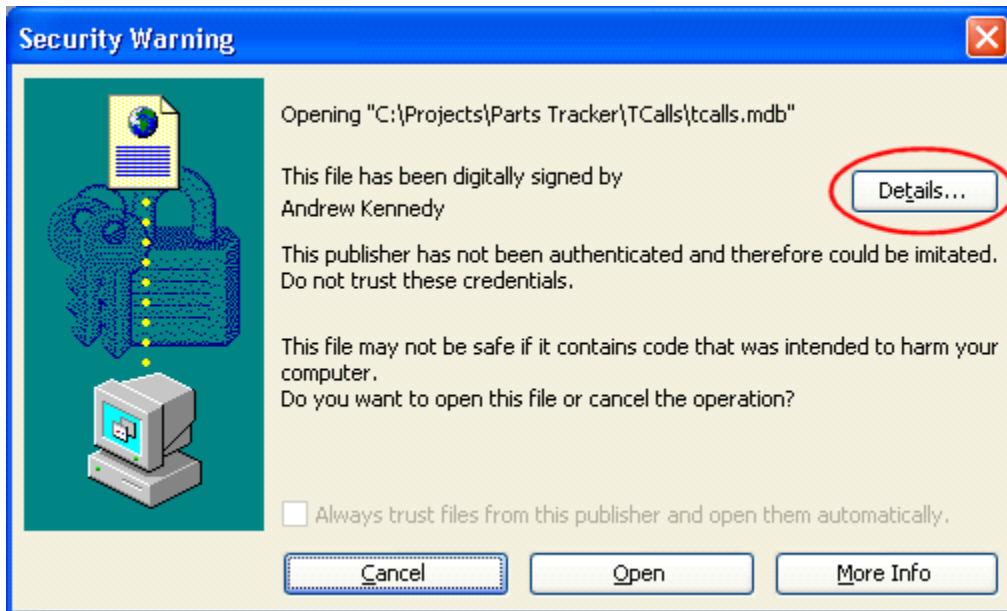 Security Warning
Opening "C:\Projects\Parts Tracker\TCalls\tcalls.mdb"
This file has been digitally signed by
Details...
Andrew Kennedy
This publisher has not been authenticated and therefore could be imitated.
Do not trust these credentials.
This file may not be safe if it contains code that was intended to harm your
computer.
Do you want to open this file or cancel the operation?
Always trust files from this publisher and open them automatically.
Cancel
Open
More Info